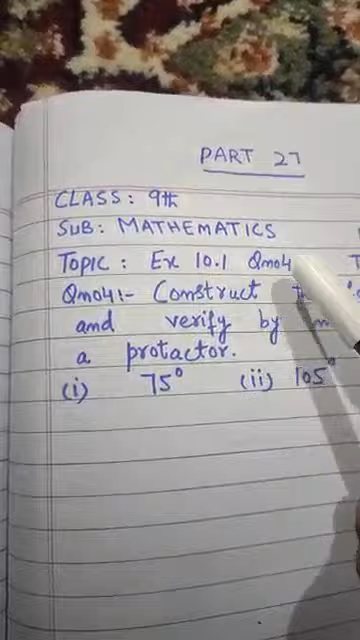 PART 27
CLASS: 9th
SUB: MATHEMATICS
TOPIC: Ex 10.1 Qno4
Qno4:- Construct
and verify by
a protactor.
(i) 75° (ii) 105°